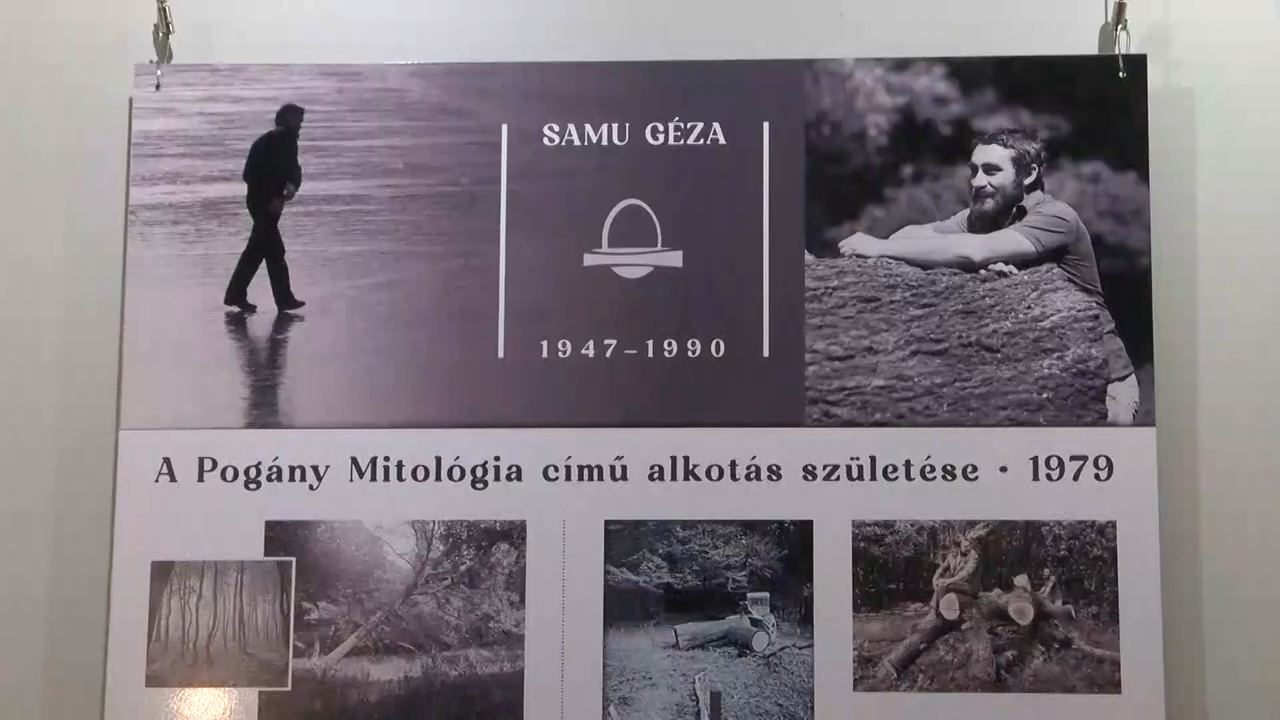 SAMU GÉZA
1947–1990
A Pogány Mitológia című alkotás születése • 1979